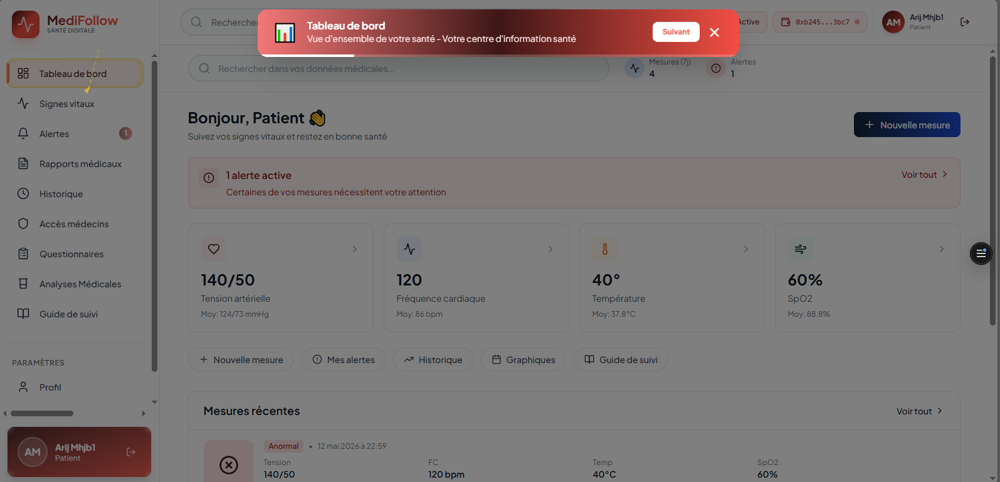 MediFollow
SANTÉ DIGITALE
Tableau de bord
Signes vitaux
Alertes
1
Rapports médicaux
Historique
Accès médecins
Questionnaires
Analyses Médicales
Guide de suivi
PARAMÈTRES
Profil
AM
Arij Mhjb1
Patient
Rechercher
Tableau de bord
Vue d'ensemble de votre santé - Votre centre d'information santé
Suivant
Active
0xb245...3bc7
AM
Arij Mhjb1
Patient
Rechercher dans vos données médicales...
Mesures (7j)
4
Alertes
1
Bonjour, Patient 👋
Suivez vos signes vitaux et restez en bonne santé
+ Nouvelle mesure
1 alerte active
Certaines de vos mesures nécessitent votre attention
Voir tout
140/50
Tension artérielle
Moy: 124/73 mmHg
120
Fréquence cardiaque
Moy: 86 bpm
40°
Température
Moy: 37.8°C
60%
SpO2
Moy: 88.8%
+ Nouvelle mesure
Mes alertes
Historique
Graphiques
Guide de suivi
Mesures récentes
Voir tout
Anormal • 12 mai 2026 à 22:59
Tension
140/50
FC
120 bpm
Temp
40°C
SpO2
60%